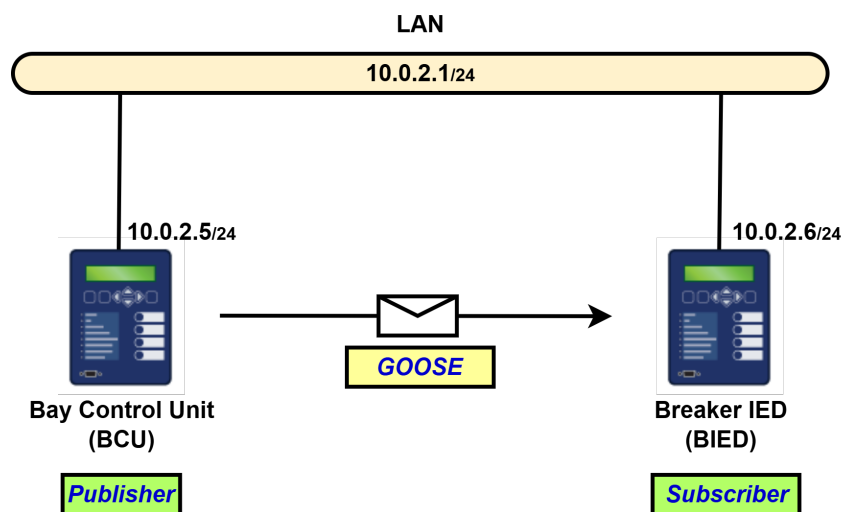 LAN
10.0.2.1/24
10.0.2.5/24
10.0.2.6/24
GOOSE
Bay Control Unit
(BCU)
Breaker IED
(BIED)
Publisher
Subscriber